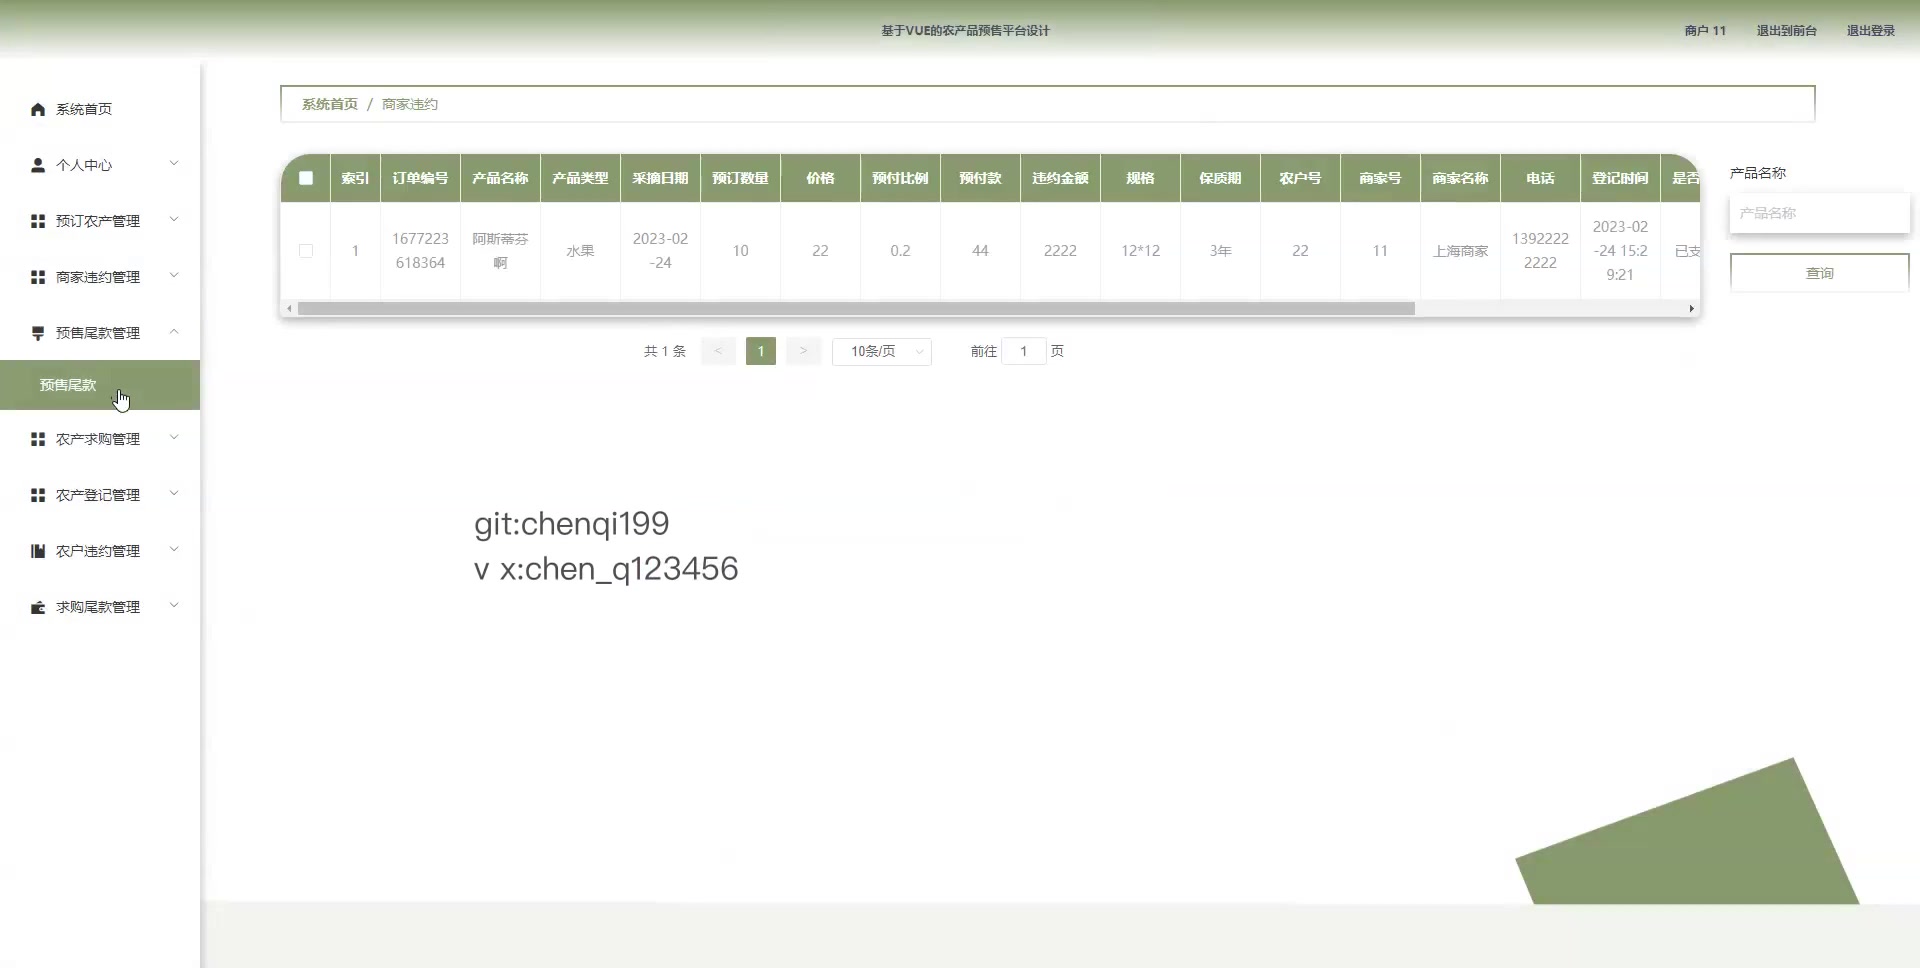 基于VUE的农产品预售平台设计
商户 11
退出到前台
退出登录
系统首页
个人中心
预订农产管理
商家违约管理
预售尾款管理
预售尾款
农产求购管理
农产登记管理
农户违约管理
求购尾款管理
系统首页 / 商家违约
索引 订单编号 产品名称 产品类型 采摘日期 预订数量 价格 预付比例 预付款 违约金额 规格 保质期 农户号 商家号 商家名称 电话 登记时间 是否
1
1677223
618364
阿斯蒂芬
啊
水果
2023-02
-24
10
22
0.2
44
2222
12*12
3年
22
11
上海商家
1392222
2222
2023-02
-24 15:2
9:21
已支
产品名称
产品名称
查询
共 1 条 < 1 > 10条/页 前往 1 页
git:chenqi199
v x:chen_q123456